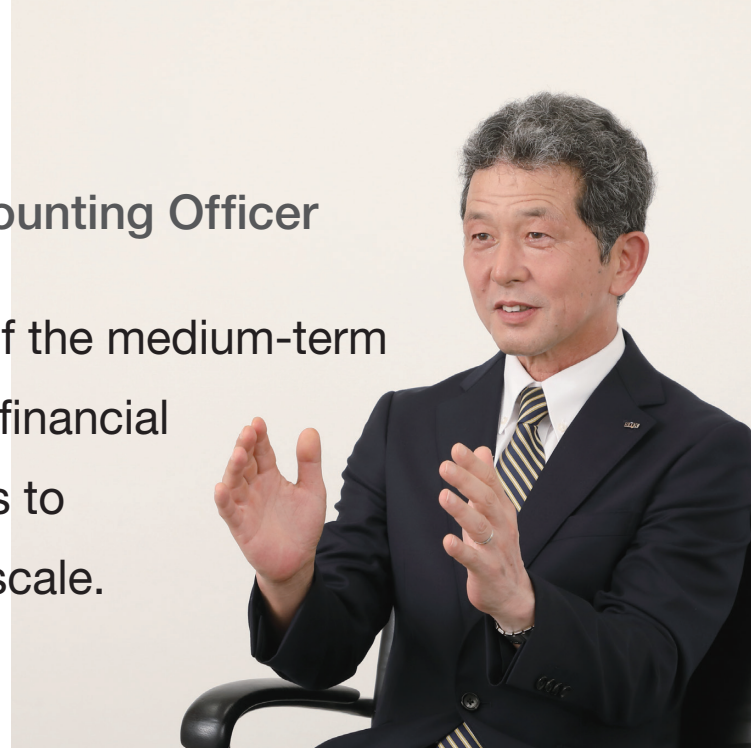 ounting Officer
f the medium-term
financial
s to
scale.